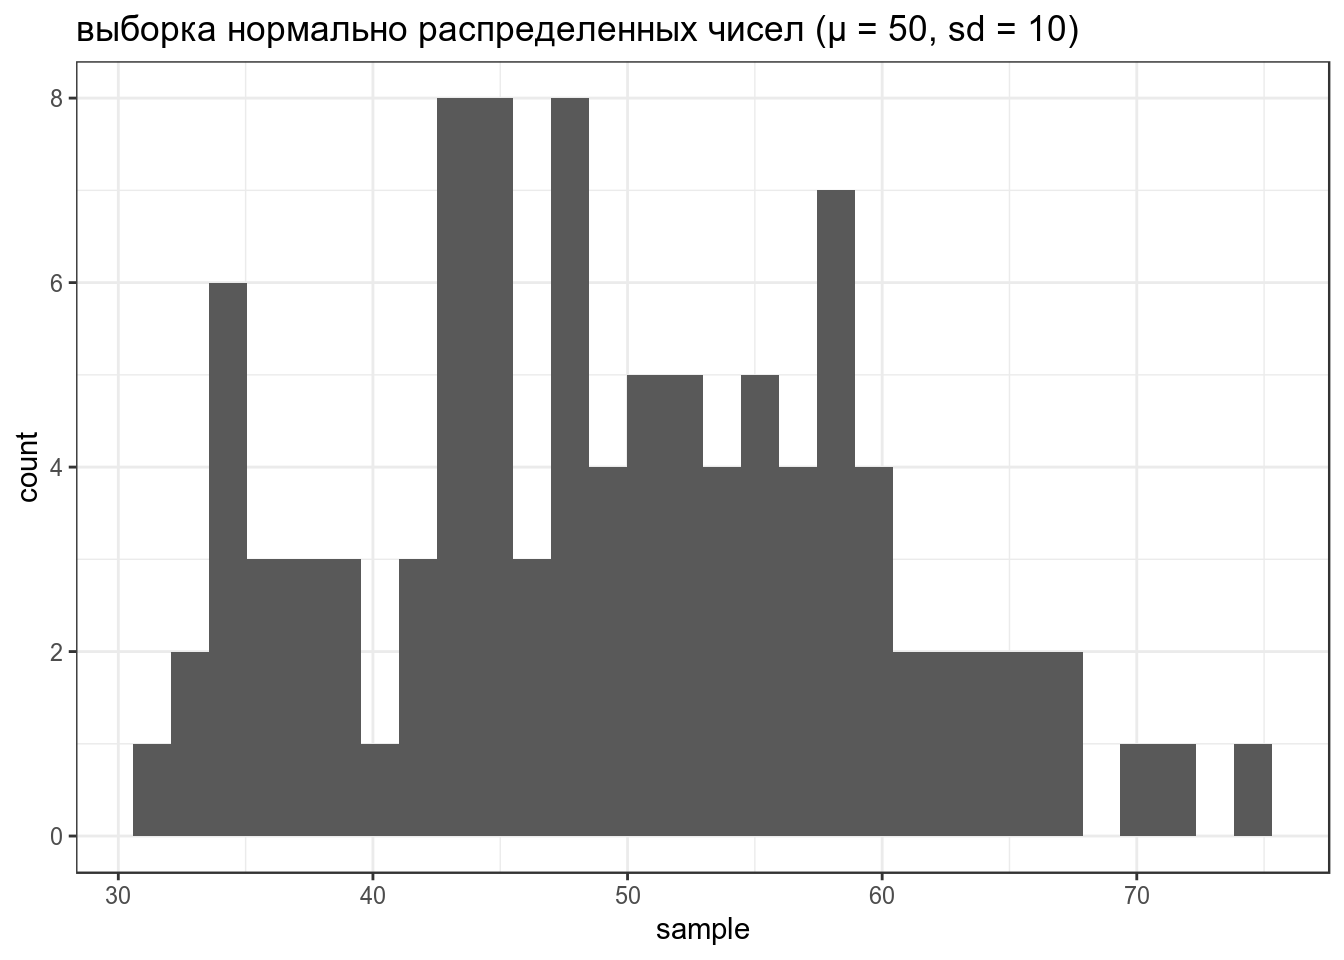 выборка нормально распределенных чисел (μ = 50, sd = 10)
8
6
4
2
0
count
30 40 50 60 70
sample